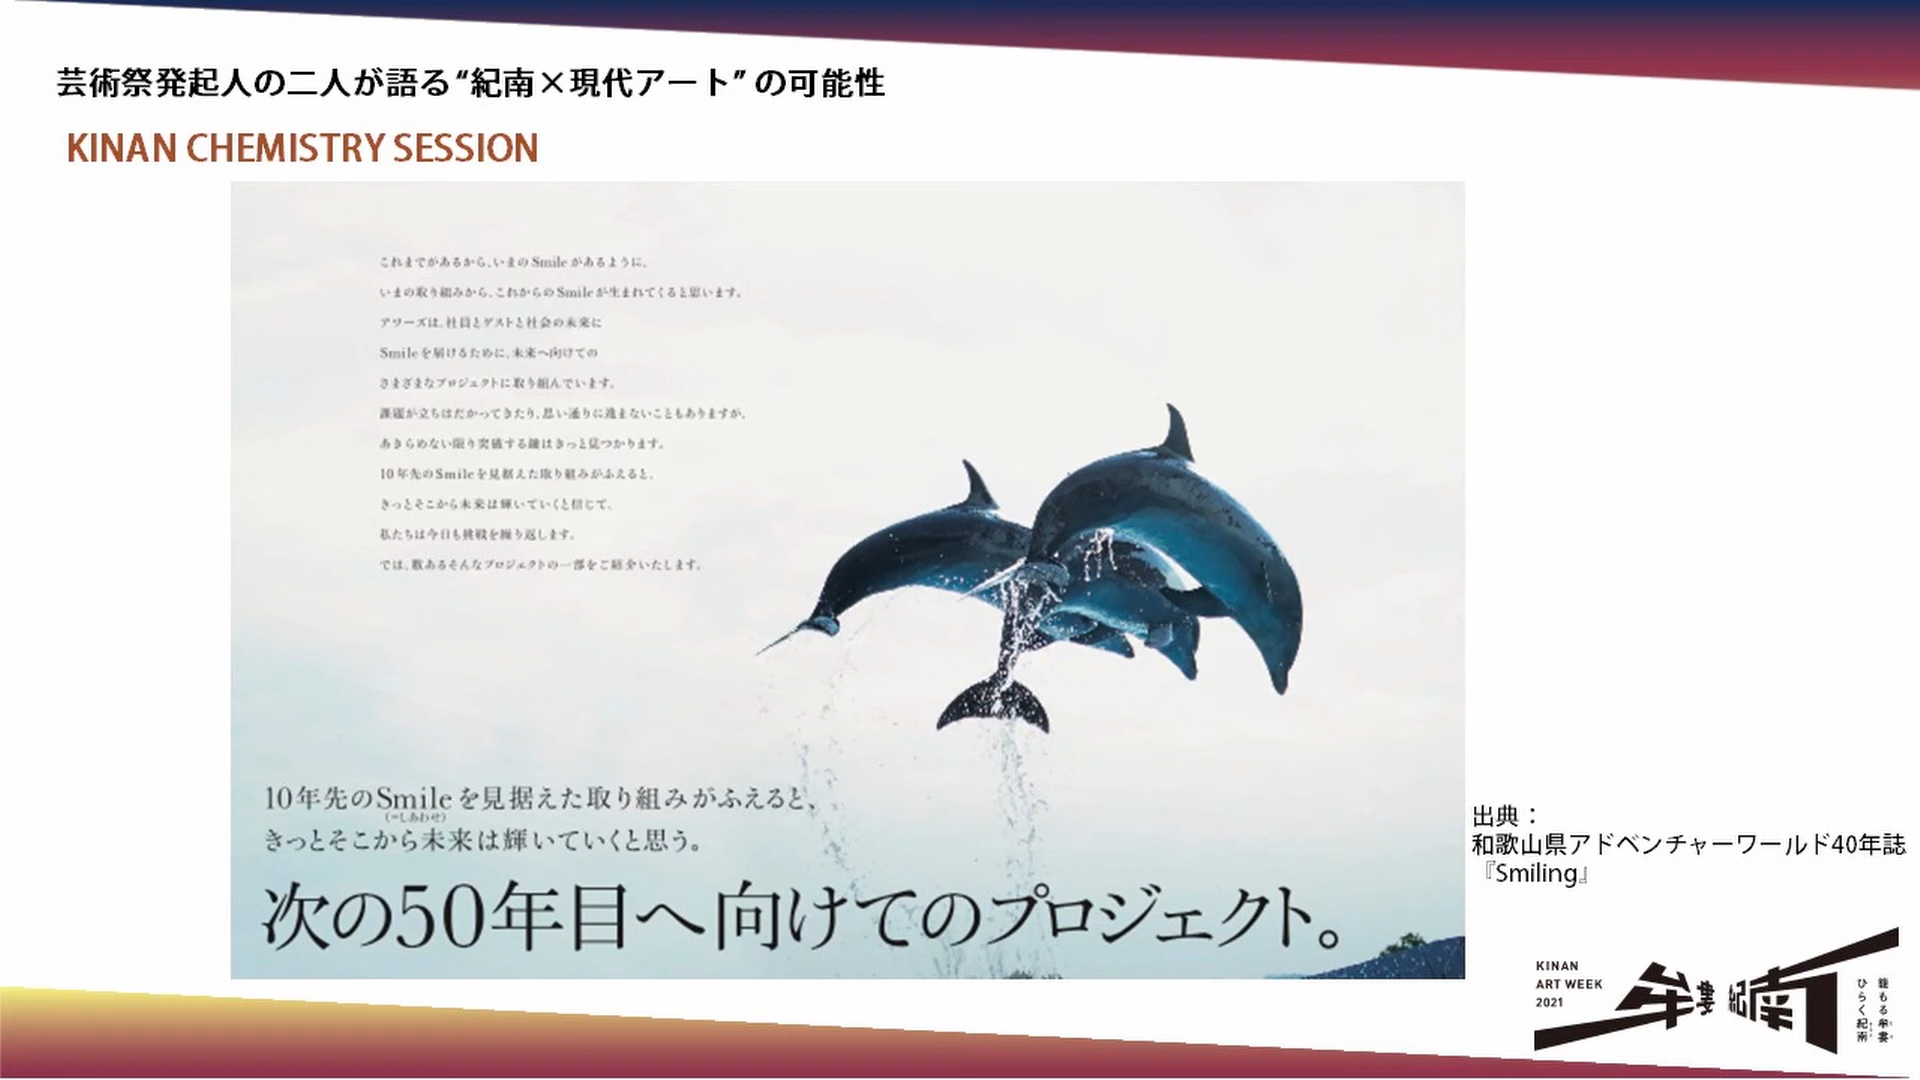 芸術祭発起人の二人が語る“紀南×現代アート”の可能性
KINAN CHEMISTRY SESSION
これまでがあるから、いまのSmileがあるように、
いまの取り組みから、これからのSmileが生まれてくると思います。
アワーズは、社員とゲストと社会の未来に
Smileを届けるために、未来へ向けての
さまざまなプロジェクトに取り組んでいます。
課題が立ちはだかってきたり、思い通りに進まないこともありますが、
あきらめない限り突破する鍵はきっと見つかります。
10年先のSmileを見据えた取り組みがふえると、
きっとそこから未来は輝いていくと信じて、
私たちは今日も挑戦を繰り返します。
では、数あるそんなプロジェクトの一部をご紹介いたします。
10年先のSmileを見据えた取り組みがふえると、
(=しあわせ)
きっとそこから未来は輝いていくと思う。
次の50年目へ向けてのプロジェクト。
出典：
和歌山県アドベンチャーワールド40年誌
『Smiling』
KINAN
ART WEEK
2021
牟婁 紀南
籠もる牟婁
ひらく紀南